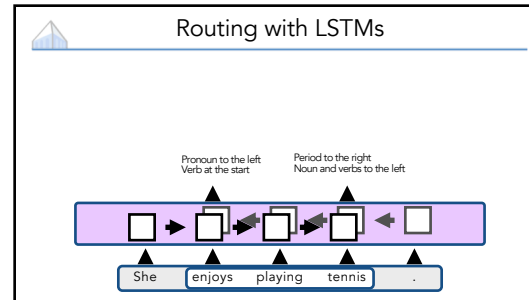 Routing with LSTMs
Pronoun to the left
Verb at the start
Period to the right
Noun and verbs to the left
She enjoys playing tennis .